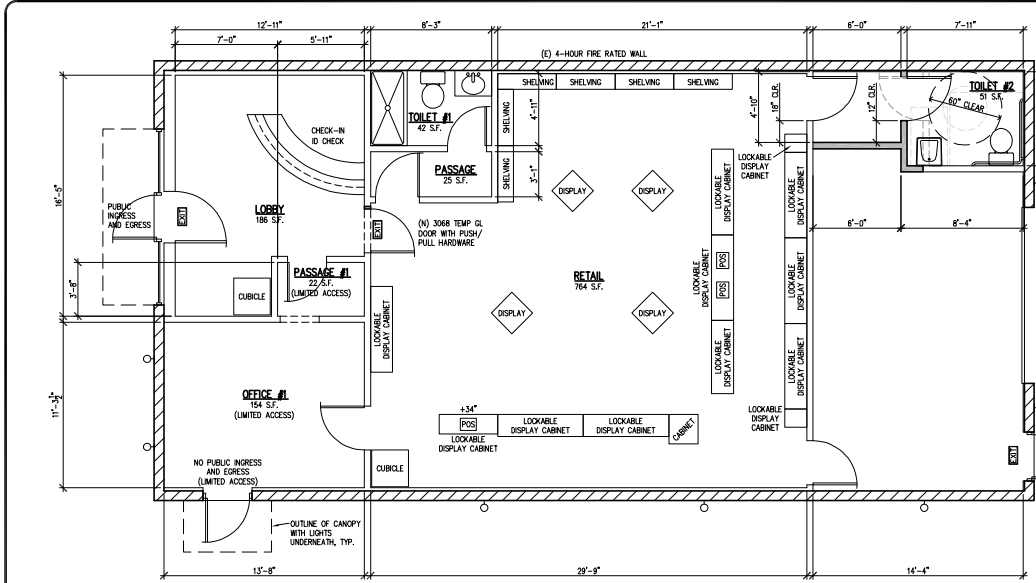 12'-11"
8'-3"
21'-1"
6'-0"
7'-11"
7'-0"
5'-11"
(E) 4-HOUR FIRE RATED WALL
SHELVING
SHELVING
SHELVING
SHELVING
TOILET #2
51 S.F.
60" CLEAR
CHECK-IN
ID CHECK
TOILET #1
42 S.F.
SHELVING
4'-11"
4'-10"
18" CLR.
12" CLR.
16'-5"
PASSAGE
25 S.F.
SHELVING
3'-1"
LOCKABLE
DISPLAY
CABINET
DISPLAY
DISPLAY
LOCKABLE
DISPLAY CABINET
LOCKABLE
DISPLAY CABINET
PUBLIC
INGRESS
AND EGRESS
EXIT
LOBBY
186 S.F.
EXIT
(N) 3068 TEMP GL
DOOR WITH PUSH/
PULL HARDWARE
6'-0"
8'-4"
3'-8"
PASSAGE #1
22 S.F.
(LIMITED ACCESS)
CUBICLE
RETAIL
764 S.F.
LOCKABLE
DISPLAY CABINET
POS
POS
LOCKABLE
DISPLAY CABINET
LOCKABLE
DISPLAY CABINET
DISPLAY
DISPLAY
LOCKABLE
DISPLAY CABINET
LOCKABLE
DISPLAY CABINET
11'-3½"
OFFICE #1
154 S.F.
(LIMITED ACCESS)
+34"
POS
LOCKABLE
DISPLAY CABINET
LOCKABLE
DISPLAY CABINET
LOCKABLE
DISPLAY CABINET
CABINET
LOCKABLE
DISPLAY
CABINET
EXIT
NO PUBLIC INGRESS
AND EGRESS
(LIMITED ACCESS)
CUBICLE
OUTLINE OF CANOPY
WITH LIGHTS
UNDERNEATH, TYP.
13'-8"
29'-9"
14'-4"